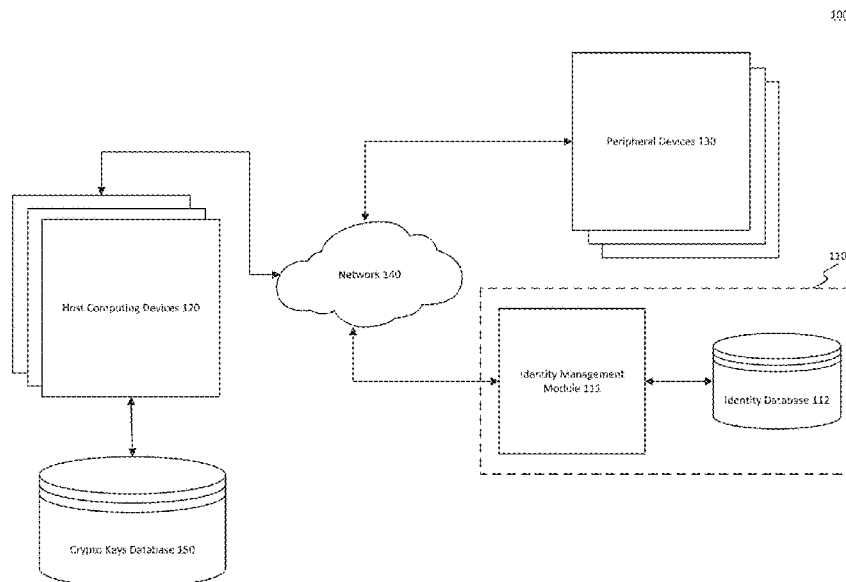 100
Peripheral Devices 130
Network 140
110
Host Computing Devices 120
Identity Management
Module 111
Identity Database 112
Crypto Keys Database 150